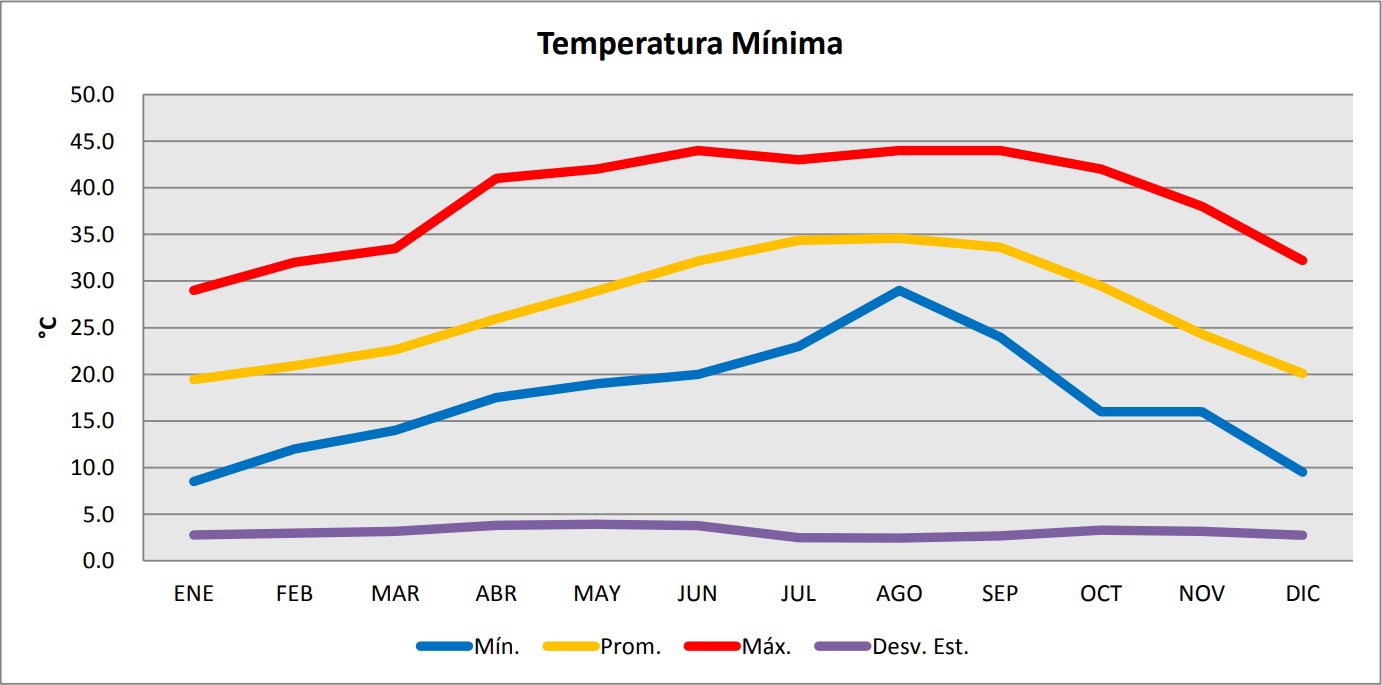 Temperatura Mínima
50.0
45.0
40.0
35.0
30.0
25.0
20.0
15.0
10.0
5.0
0.0
°C
ENE FEB MAR ABR MAY JUN JUL AGO SEP OCT NOV DIC
Mín. Prom. Máx. Desv. Est.